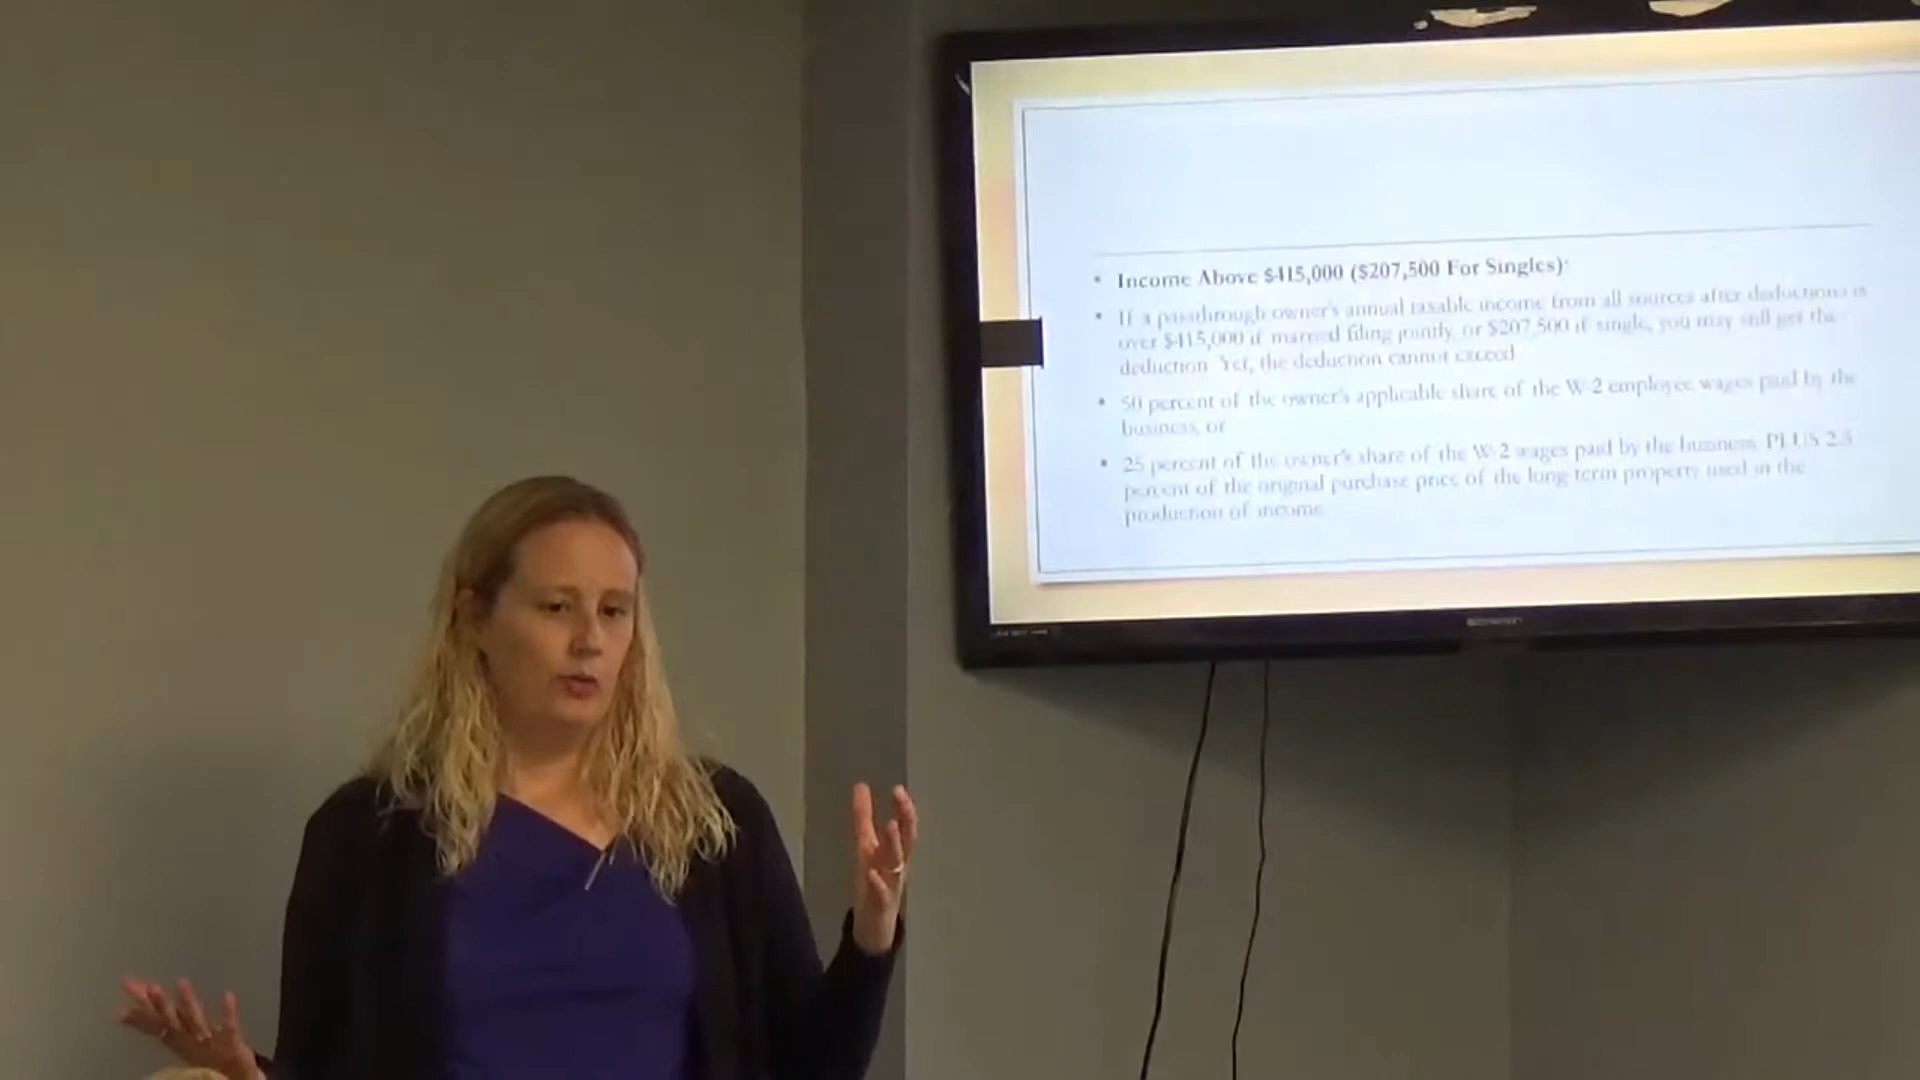 • Income Above $415,000 ($207,500 For Singles):
• If a passthrough owner's annual taxable income from all sources after deductions is
over $415,000 if married filing jointly, or $207,500 if single, you may still get the
deduction. Yet, the deduction cannot exceed
• 50 percent of the owner's applicable share of the W-2 employee wages paid by the
business, or
• 25 percent of the owner's share of the W-2 wages paid by the business, PLUS 2.5
percent of the original purchase price of the long-term property used in the
production of income